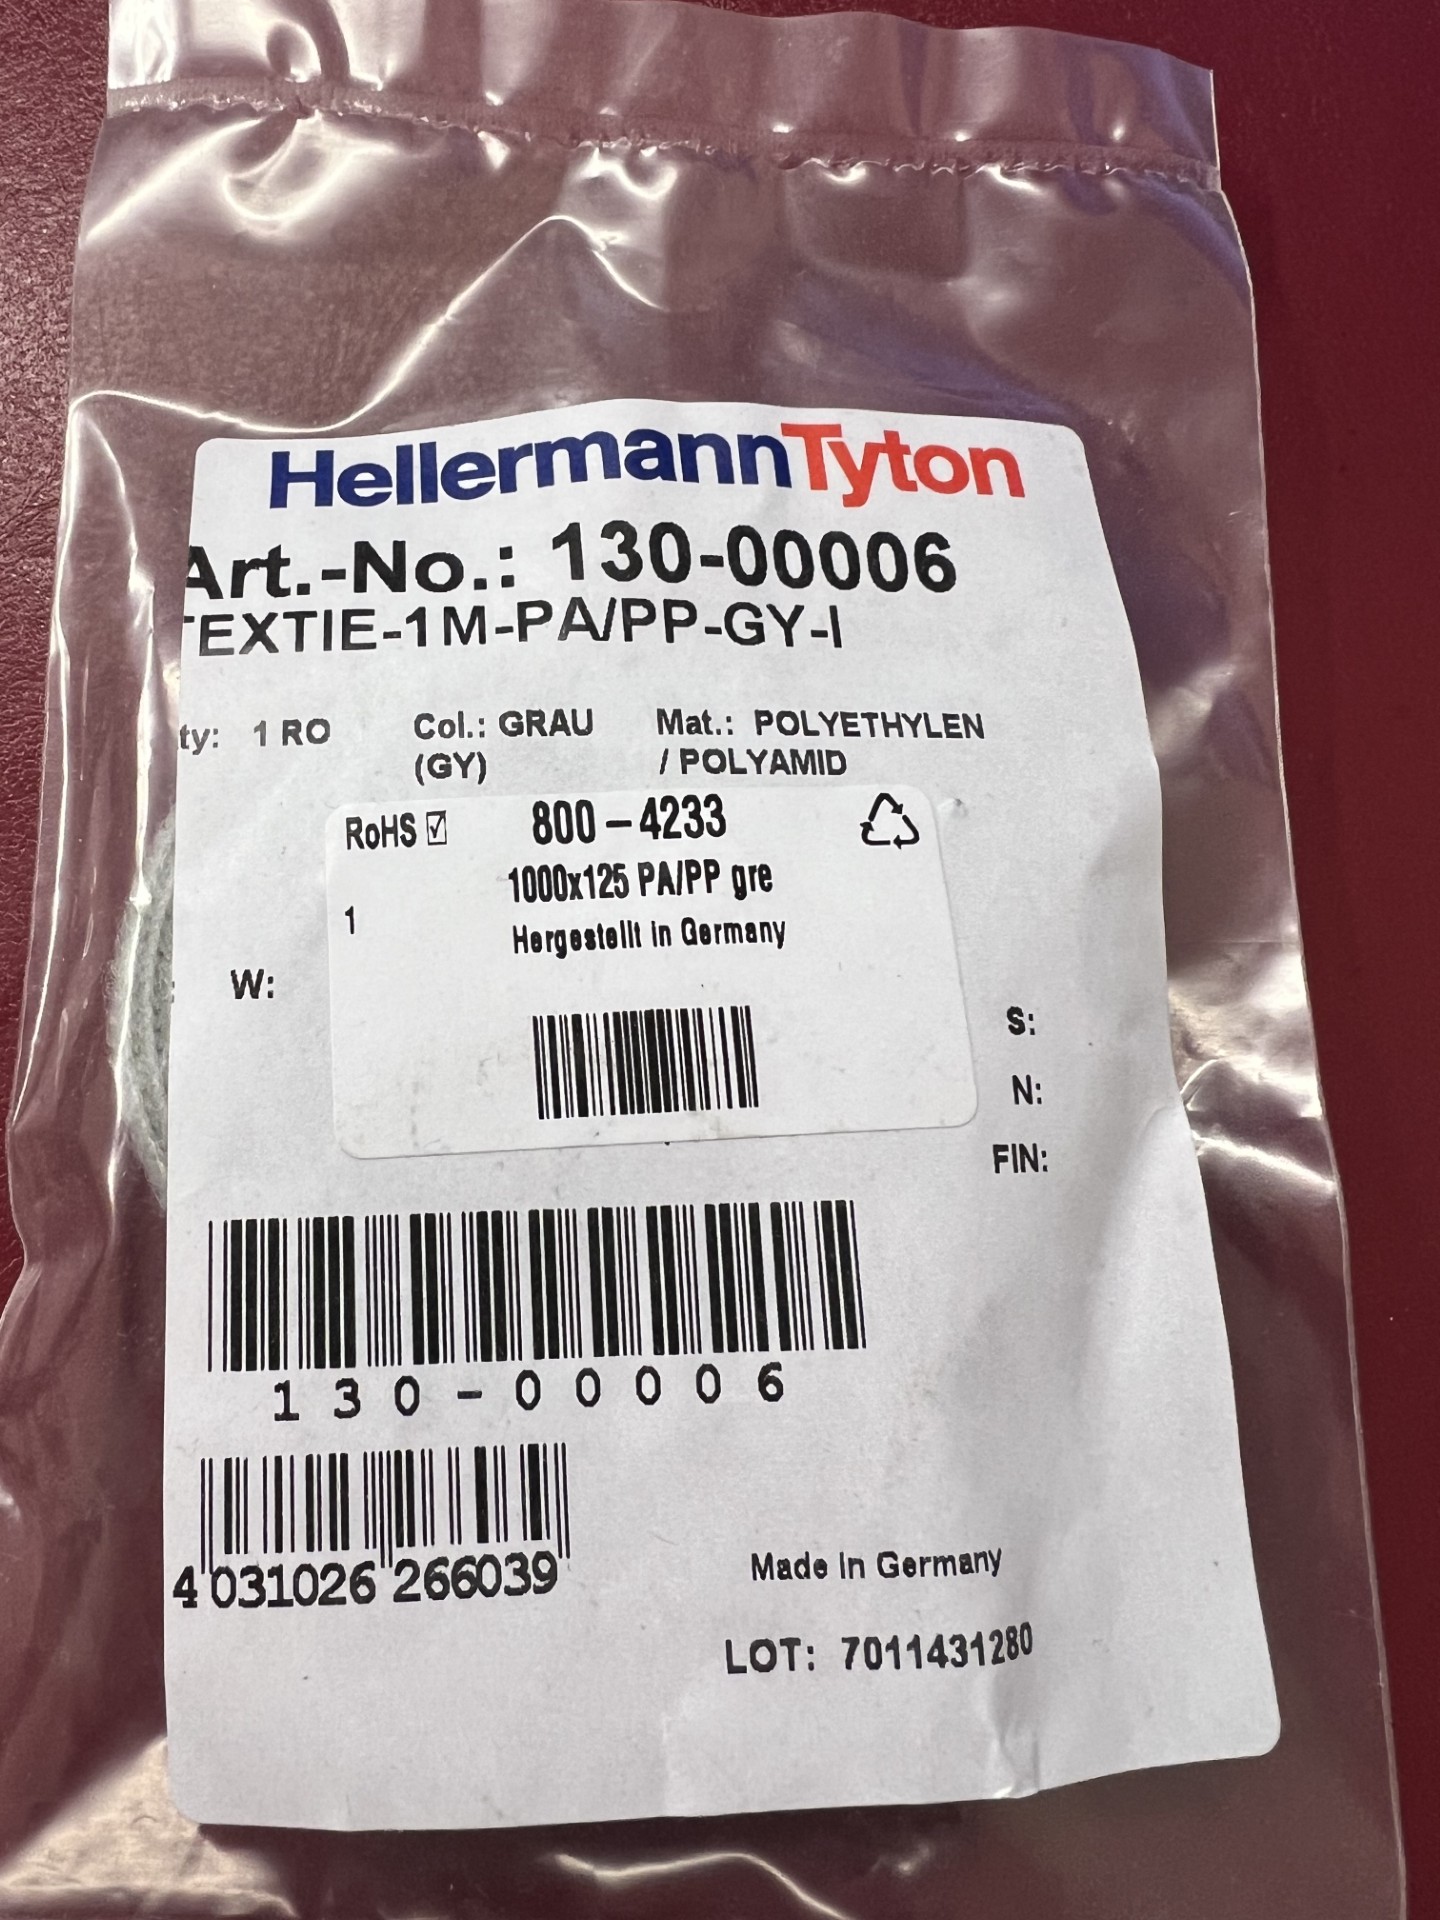 HellermannTyton
Art.-No.: 130-00006
TEXTIE-1M-PA/PP-GY-I
ty: 1 RO Col.: GRAU Mat.: POLYETHYLEN
(GY) / POLYAMID
RoHS 800-4233
1000x125 PA/PP gre
1
Hergestellt in Germany
W:
S:
N:
FIN:
130-00006
4 031026 266039
Made In Germany
LOT: 7011431280